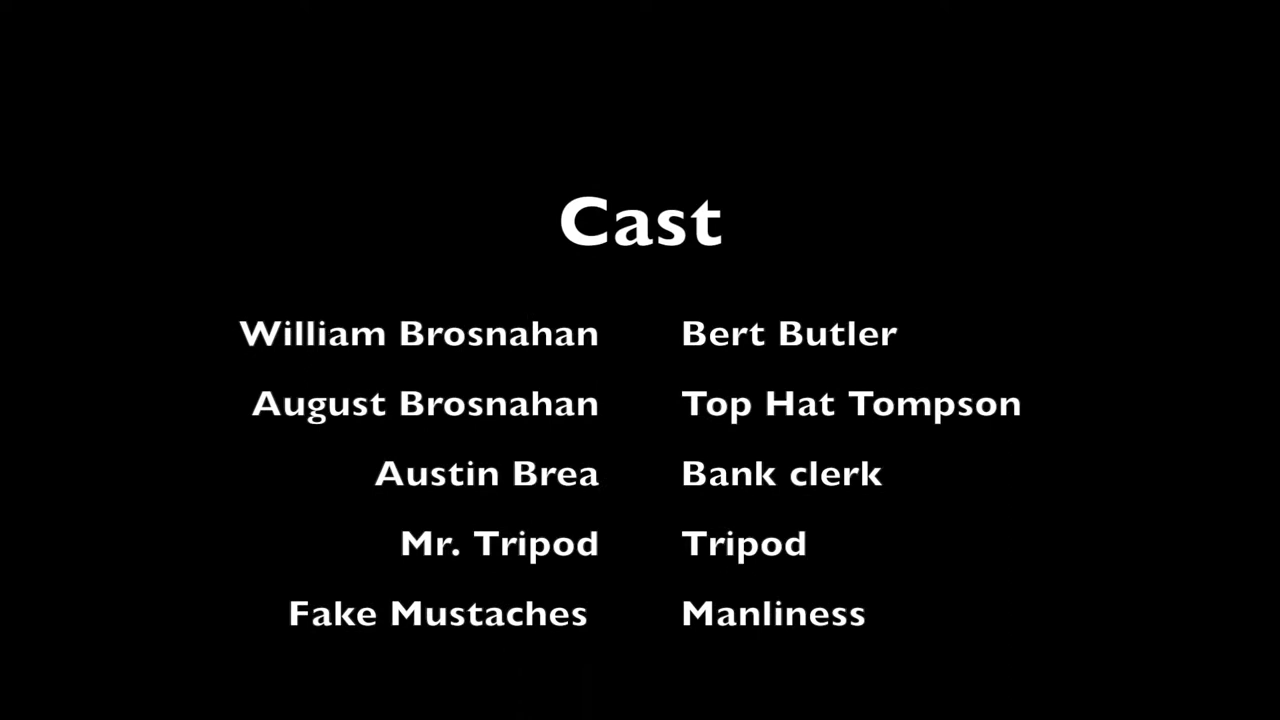 Cast
William Brosnahan Bert Butler
August Brosnahan Top Hat Tompson
Austin Brea Bank clerk
Mr. Tripod Tripod
Fake Mustaches Manliness